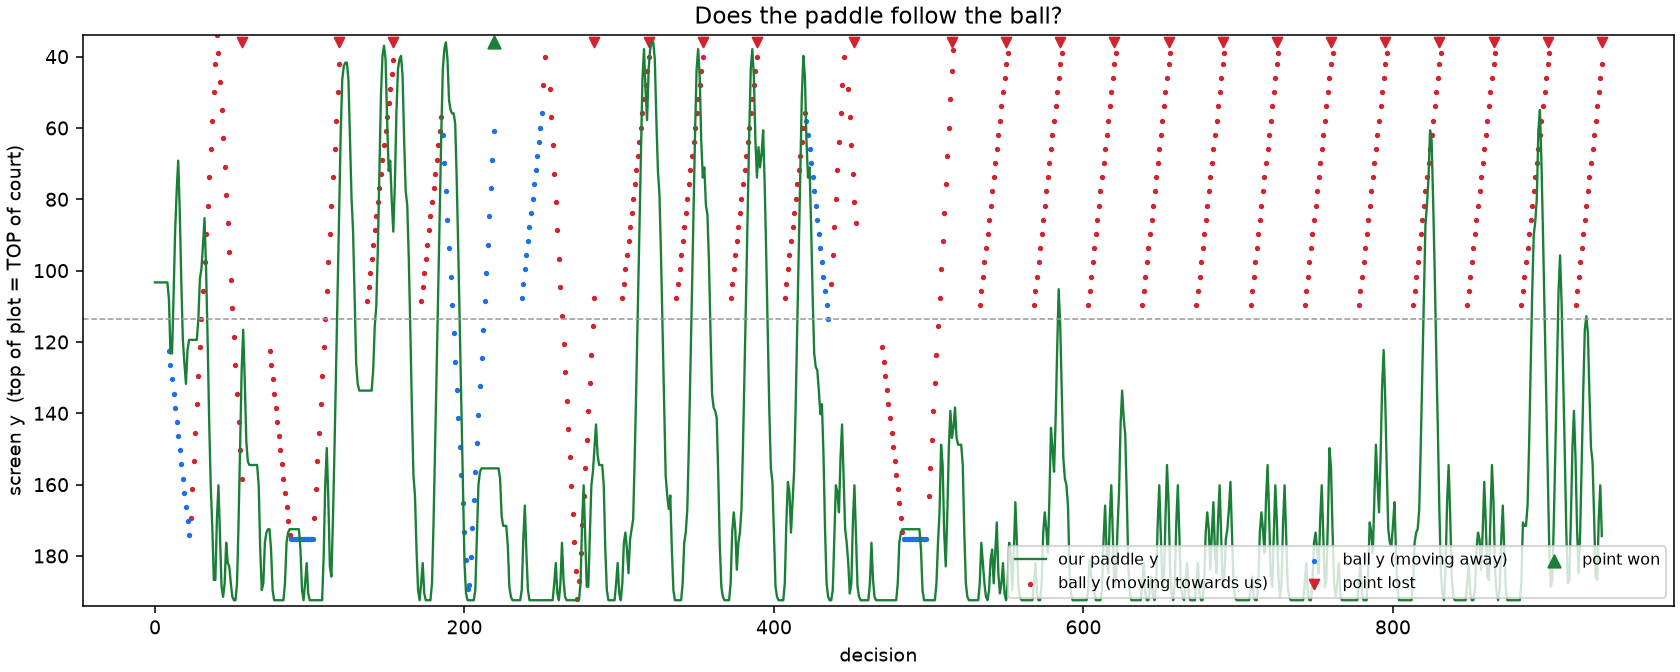 Does the paddle follow the ball?
screen y (top of plot = TOP of court)
40
60
80
100
120
140
160
180
our paddle y
ball y (moving towards us)
ball y (moving away)
point lost
point won
0
200
400
600
800
decision